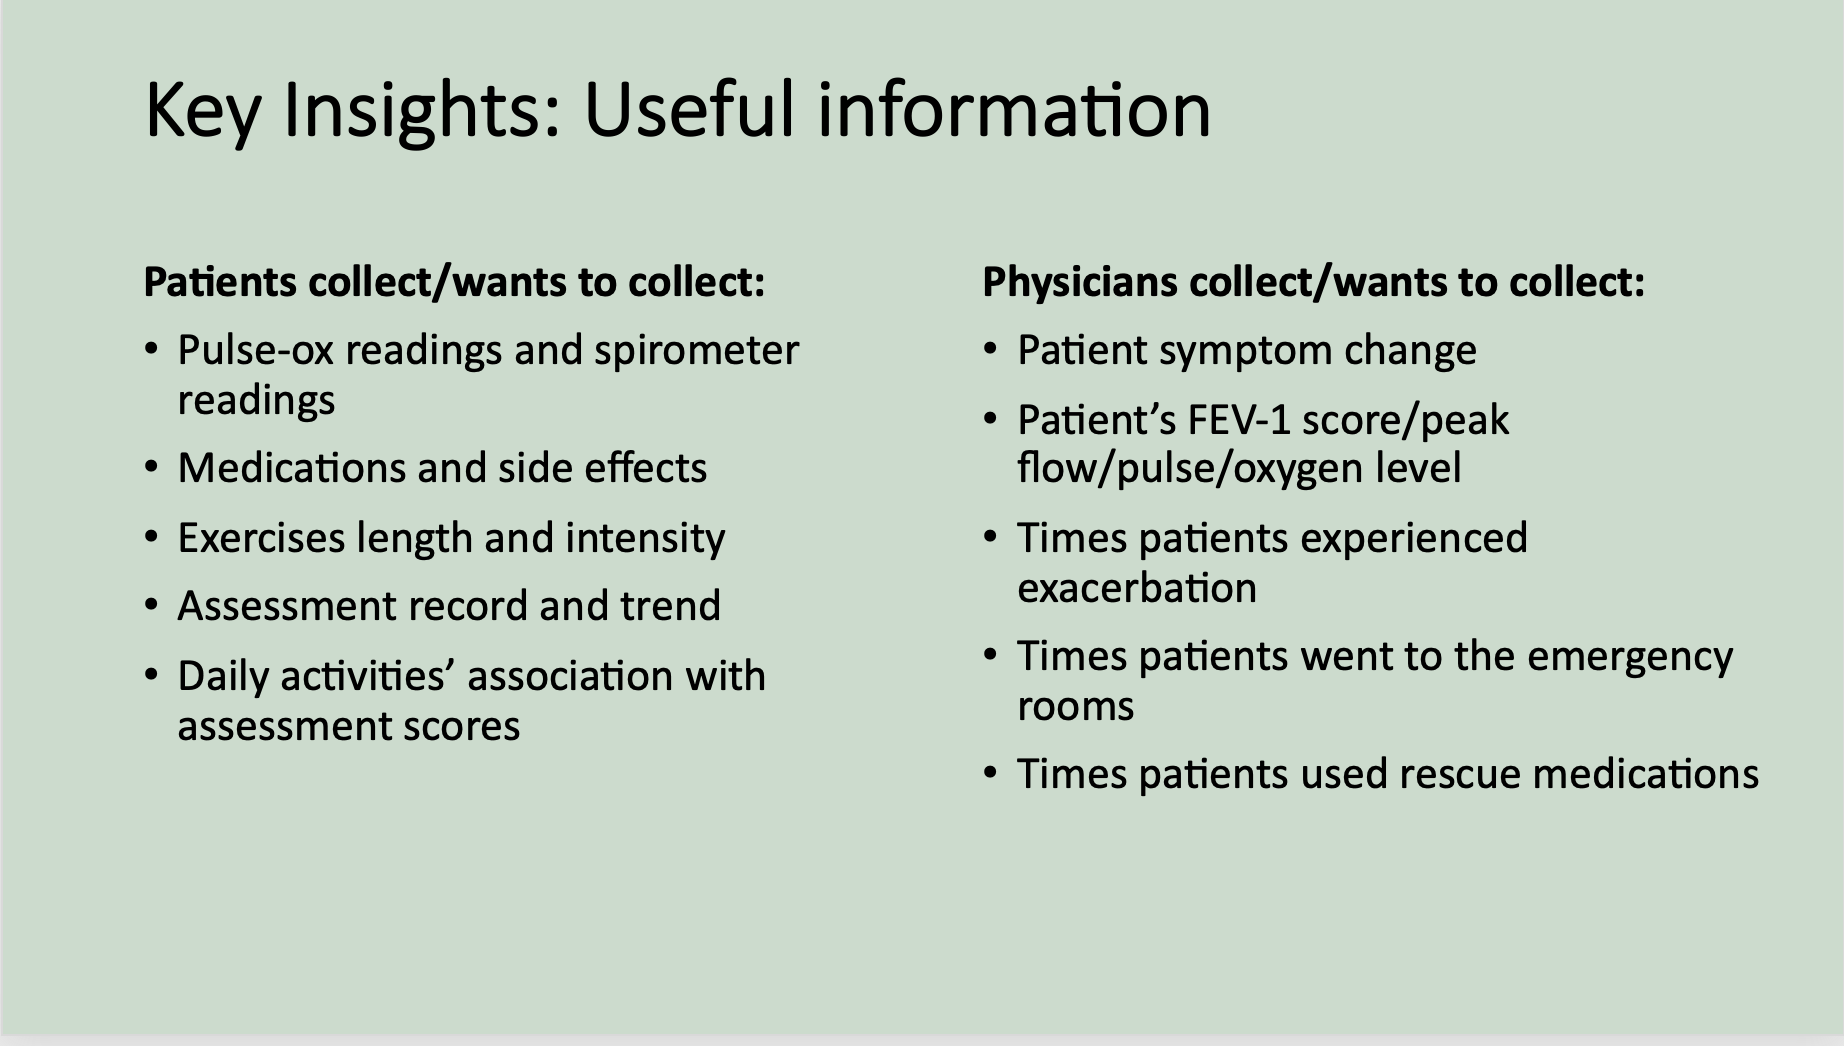 Key Insights: Useful information
Patients collect/wants to collect:
• Pulse-ox readings and spirometer
readings
• Medications and side effects
• Exercises length and intensity
• Assessment record and trend
• Daily activities’ association with
assessment scores
Physicians collect/wants to collect:
• Patient symptom change
• Patient’s FEV-1 score/peak
flow/pulse/oxygen level
• Times patients experienced
exacerbation
• Times patients went to the emergency
rooms
• Times patients used rescue medications